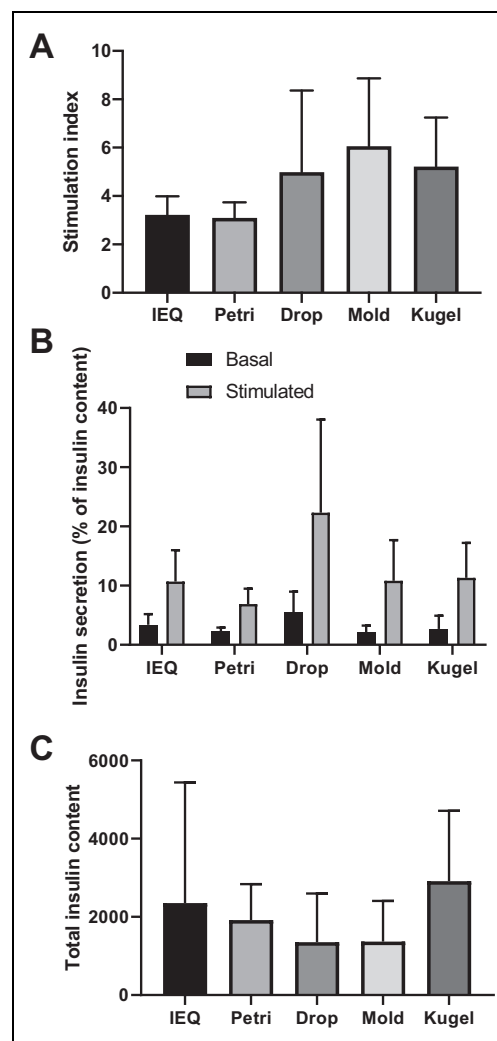 A
Stimulation index
10
8
6
4
2
0
IEQ Petri Drop Mold Kugel
B
Basal
Stimulated
Insulin secretion (% of insulin content)
40
30
20
10
0
IEQ Petri Drop Mold Kugel
C
Total insulin content
6000
4000
2000
0
IEQ Petri Drop Mold Kugel